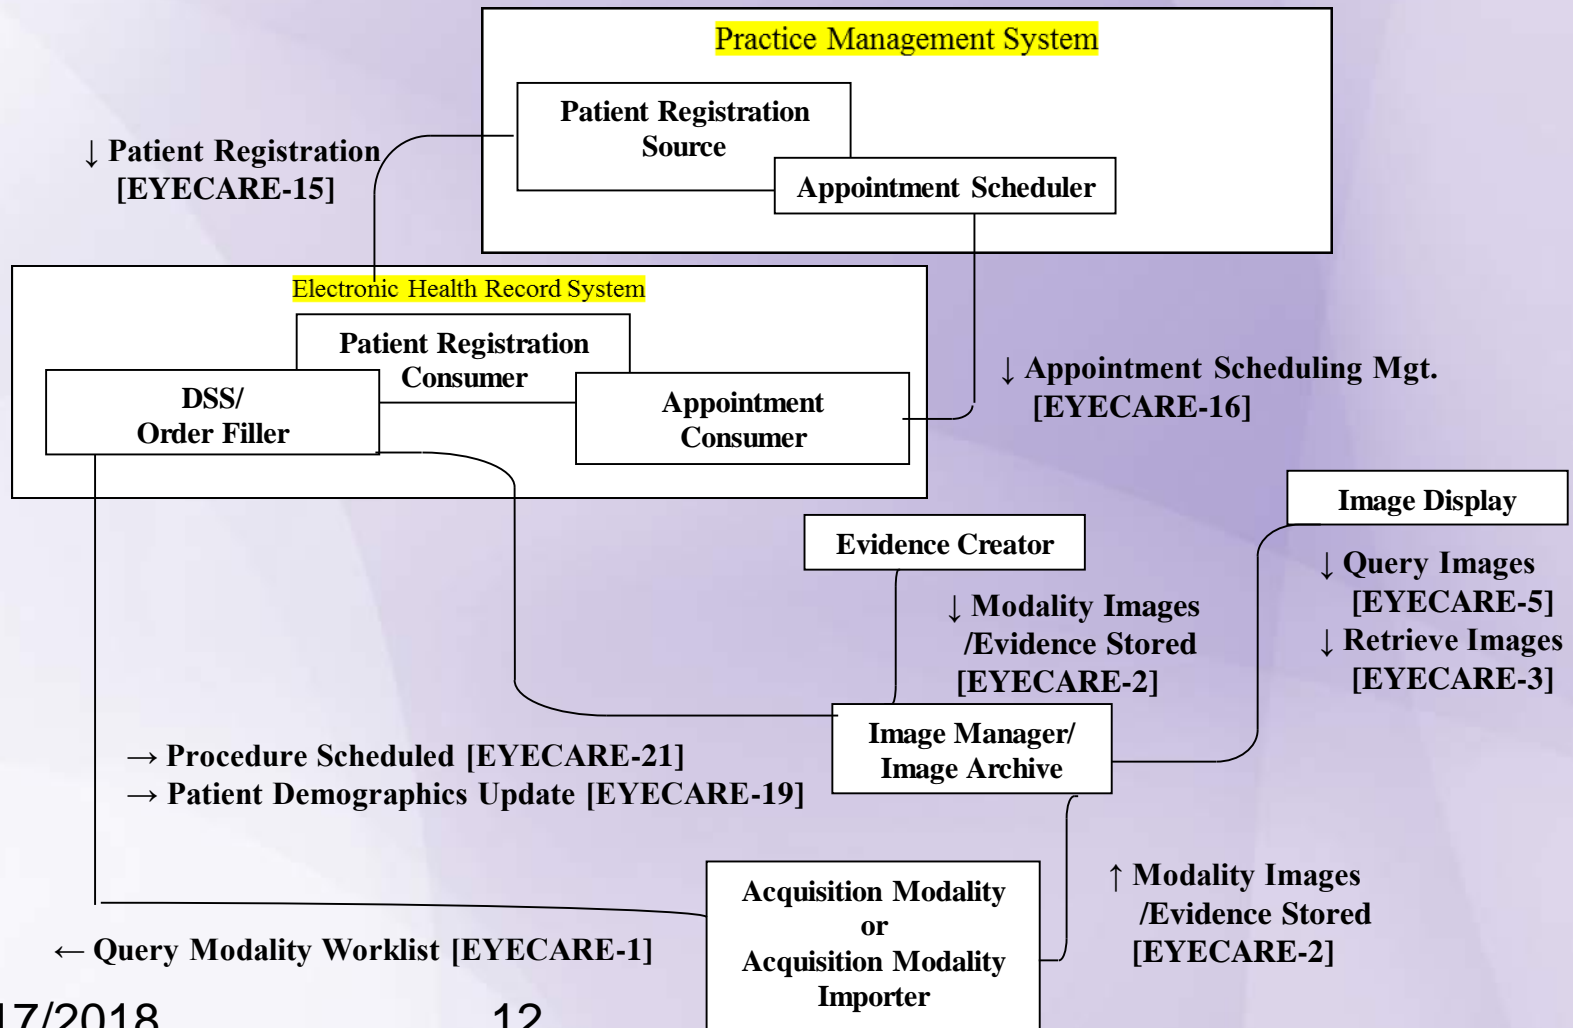 Practice Management System
Patient Registration
Source
Appointment Scheduler
↓ Patient Registration
[EYECARE-15]
Electronic Health Record System
Patient Registration
Consumer
DSS/
Order Filler
Appointment
Consumer
↓ Appointment Scheduling Mgt.
[EYECARE-16]
Image Display
Evidence Creator
↓ Query Images
[EYECARE-5]
↓ Retrieve Images
[EYECARE-3]
↓ Modality Images
/Evidence Stored
[EYECARE-2]
Image Manager/
Image Archive
→ Procedure Scheduled [EYECARE-21]
→ Patient Demographics Update [EYECARE-19]
Acquisition Modality
or
Acquisition Modality
Importer
↑ Modality Images
/Evidence Stored
[EYECARE-2]
← Query Modality Worklist [EYECARE-1]
17/2018
12